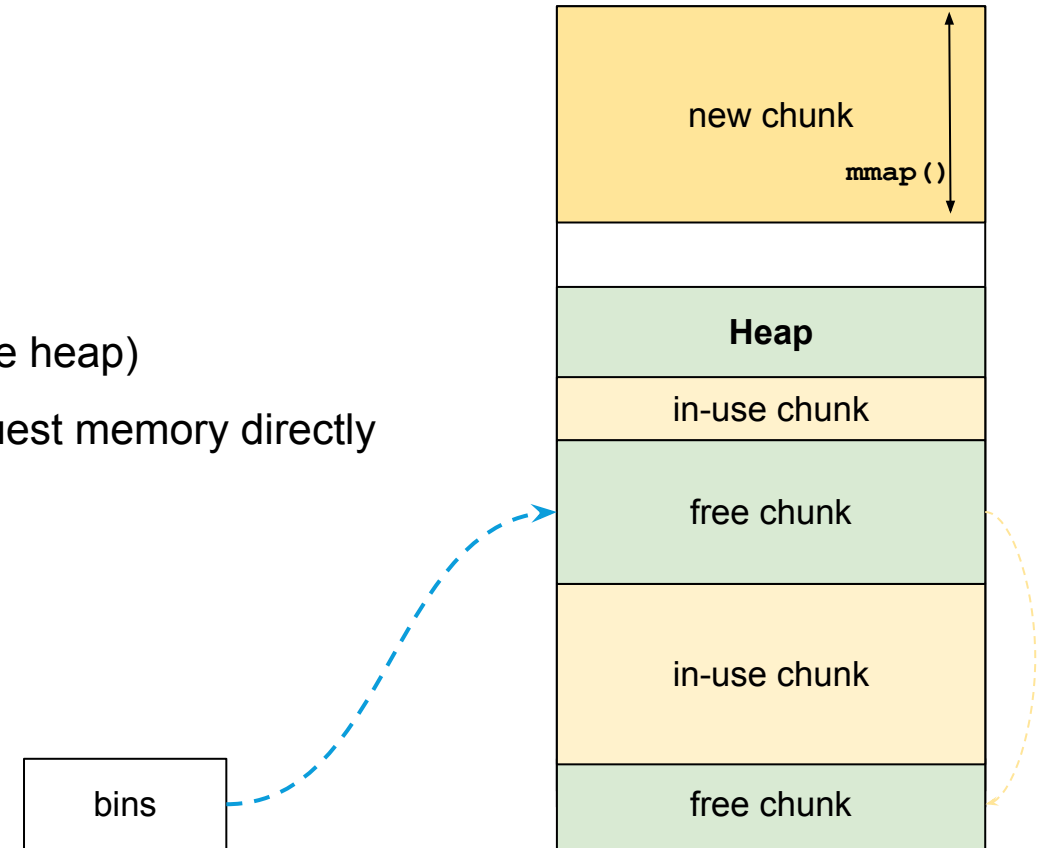 new chunk
mmap()
Heap
e heap)
in-use chunk
uest memory directly
free chunk
in-use chunk
bins
free chunk